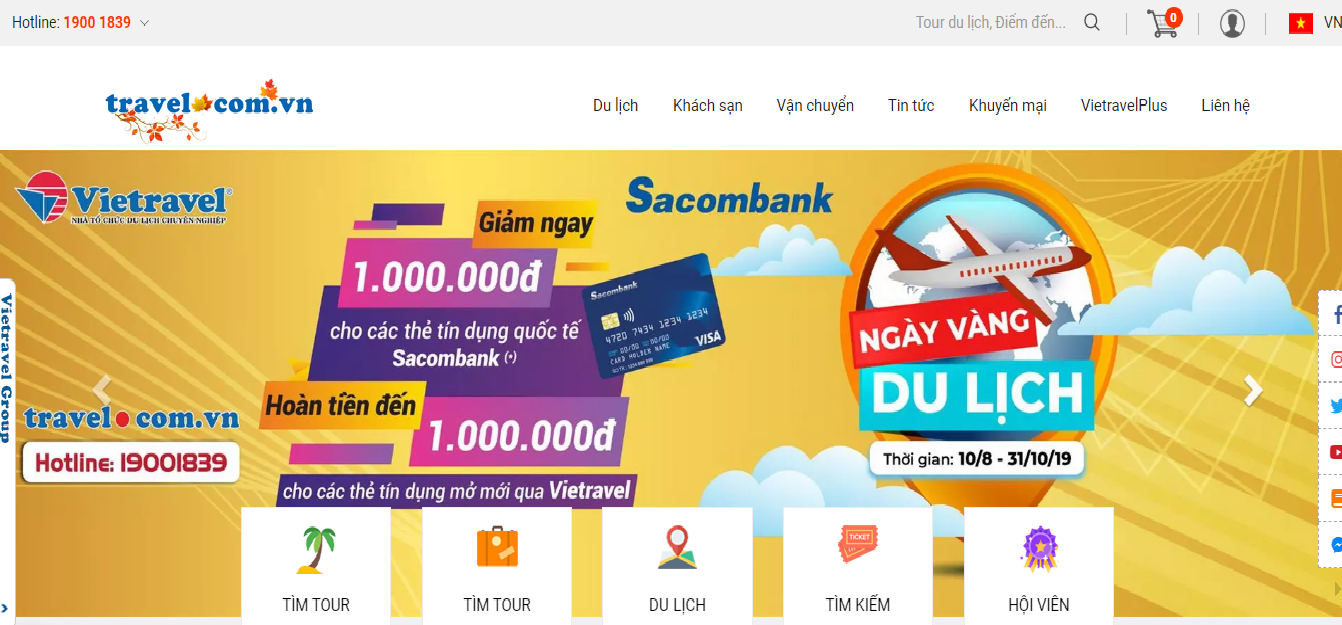 Hotline: 1900 1839
Tour du lịch, Điểm đến...
0
VN
travel.com.vn
Du lịch
Khách sạn
Vận chuyển
Tin tức
Khuyến mại
VietravelPlus
Liên hệ
Vietravel®
NHÀ TỔ CHỨC DU LỊCH CHUYÊN NGHIỆP
Sacombank
Giảm ngay
1.000.000đ
cho các thẻ tín dụng quốc tế
Sacombank (*)
Sacombank
4720 7434 1234 1234
00/00 00/00
CARD HOLDER NAME
VISA
Hoàn tiền đến
1.000.000đ
cho các thẻ tín dụng mở mới qua Vietravel
NGÀY VÀNG
DU LỊCH
Thời gian: 10/8 - 31/10/19
Vietravel Group
travel.com.vn
Hotline: 19001839
TÌM TOUR
TÌM TOUR
DU LỊCH
TICKET
TÌM KIẾM
HỘI VIÊN